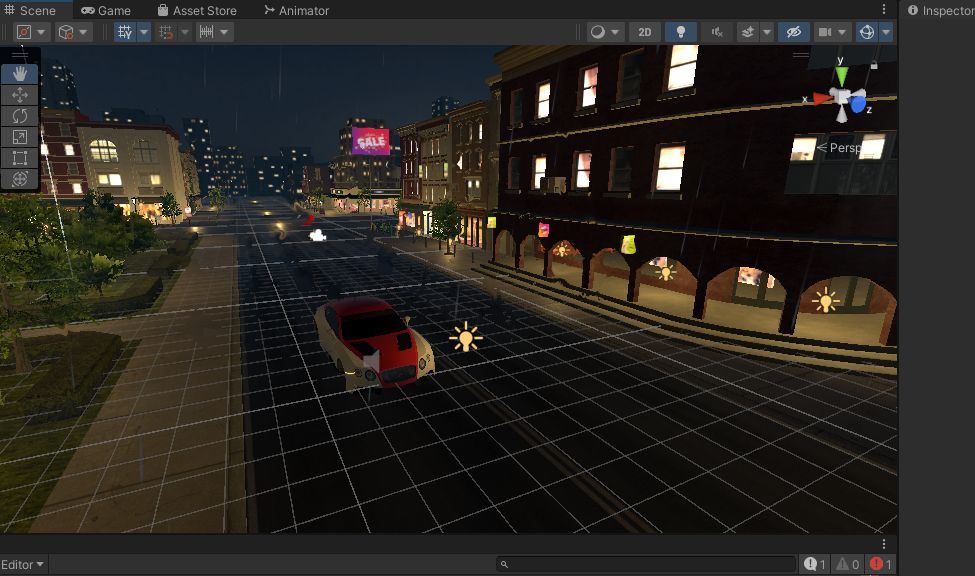 Scene Game Asset Store Animator Inspector
2D
y
x
z
Persp
SALE
Editor 1 0 1